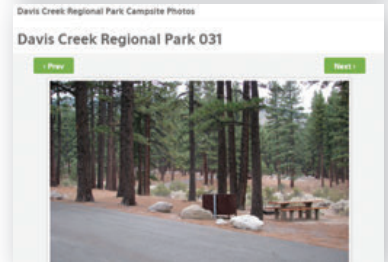 Davis Creek Regional Park Campsite Photos
Davis Creek Regional Park 031
‹ Prev
Next ›